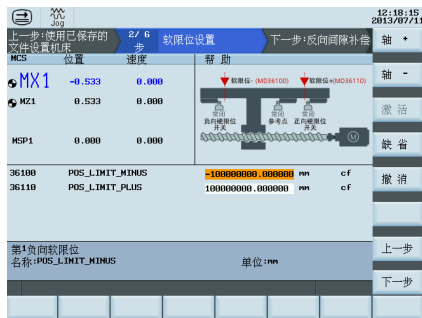 Jog
12:18:15
2013/07/11
上一步:使用已保存的
文件设置机床
2/ 6
步
软限位设置
下一步:反向间隙补偿
轴 +
MCS
位置
速度
帮 助
MX1 -0.533 0.000
软限位- (MD36100)
软限位+(MD36110)
轴 -
MZ1 0.533 0.000
激 活
常闭
负向硬限位
开关
常闭
参考点
常闭
正向硬限位
开关
MSP1 0.000 0.000
M
缺 省
36100 POS_LIMIT_MINUS -100000000.000000 mm cf
撤 消
36110 POS_LIMIT_PLUS 100000000.000000 mm cf
第1负向软限位
名称:POS_LIMIT_MINUS 单位:mm
上一步
下一步